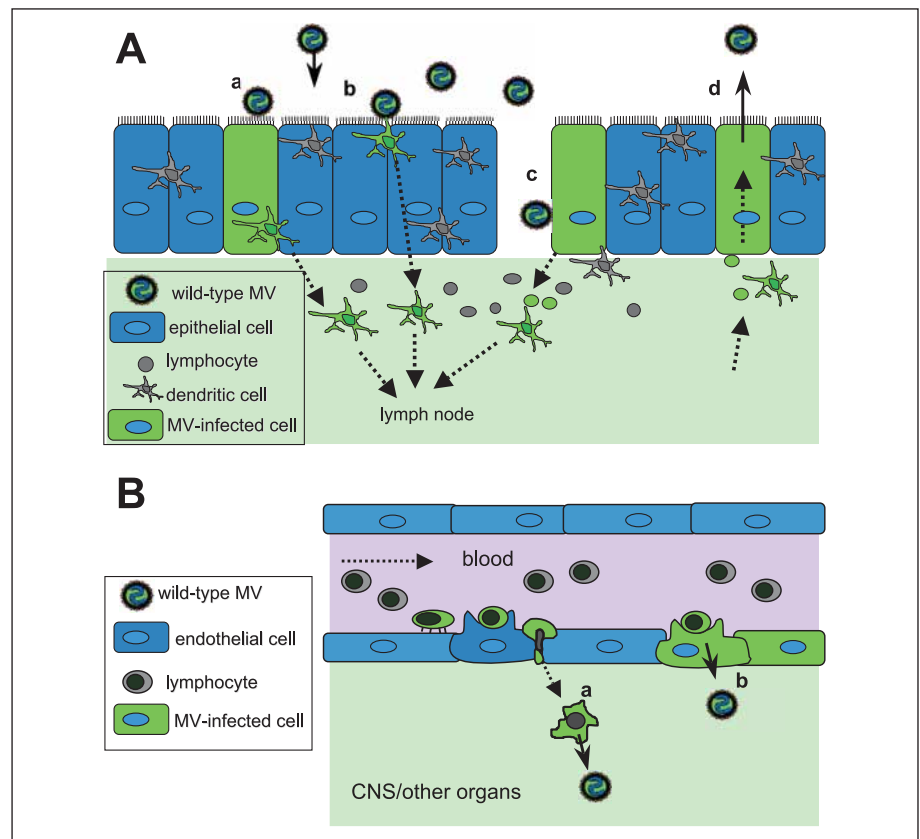 A
a
b
d
c
wild-type MV
epithelial cell
lymphocyte
dendritic cell
MV-infected cell
lymph node
B
blood
wild-type MV
endothelial cell
lymphocyte
MV-infected cell
a
b
CNS/other organs